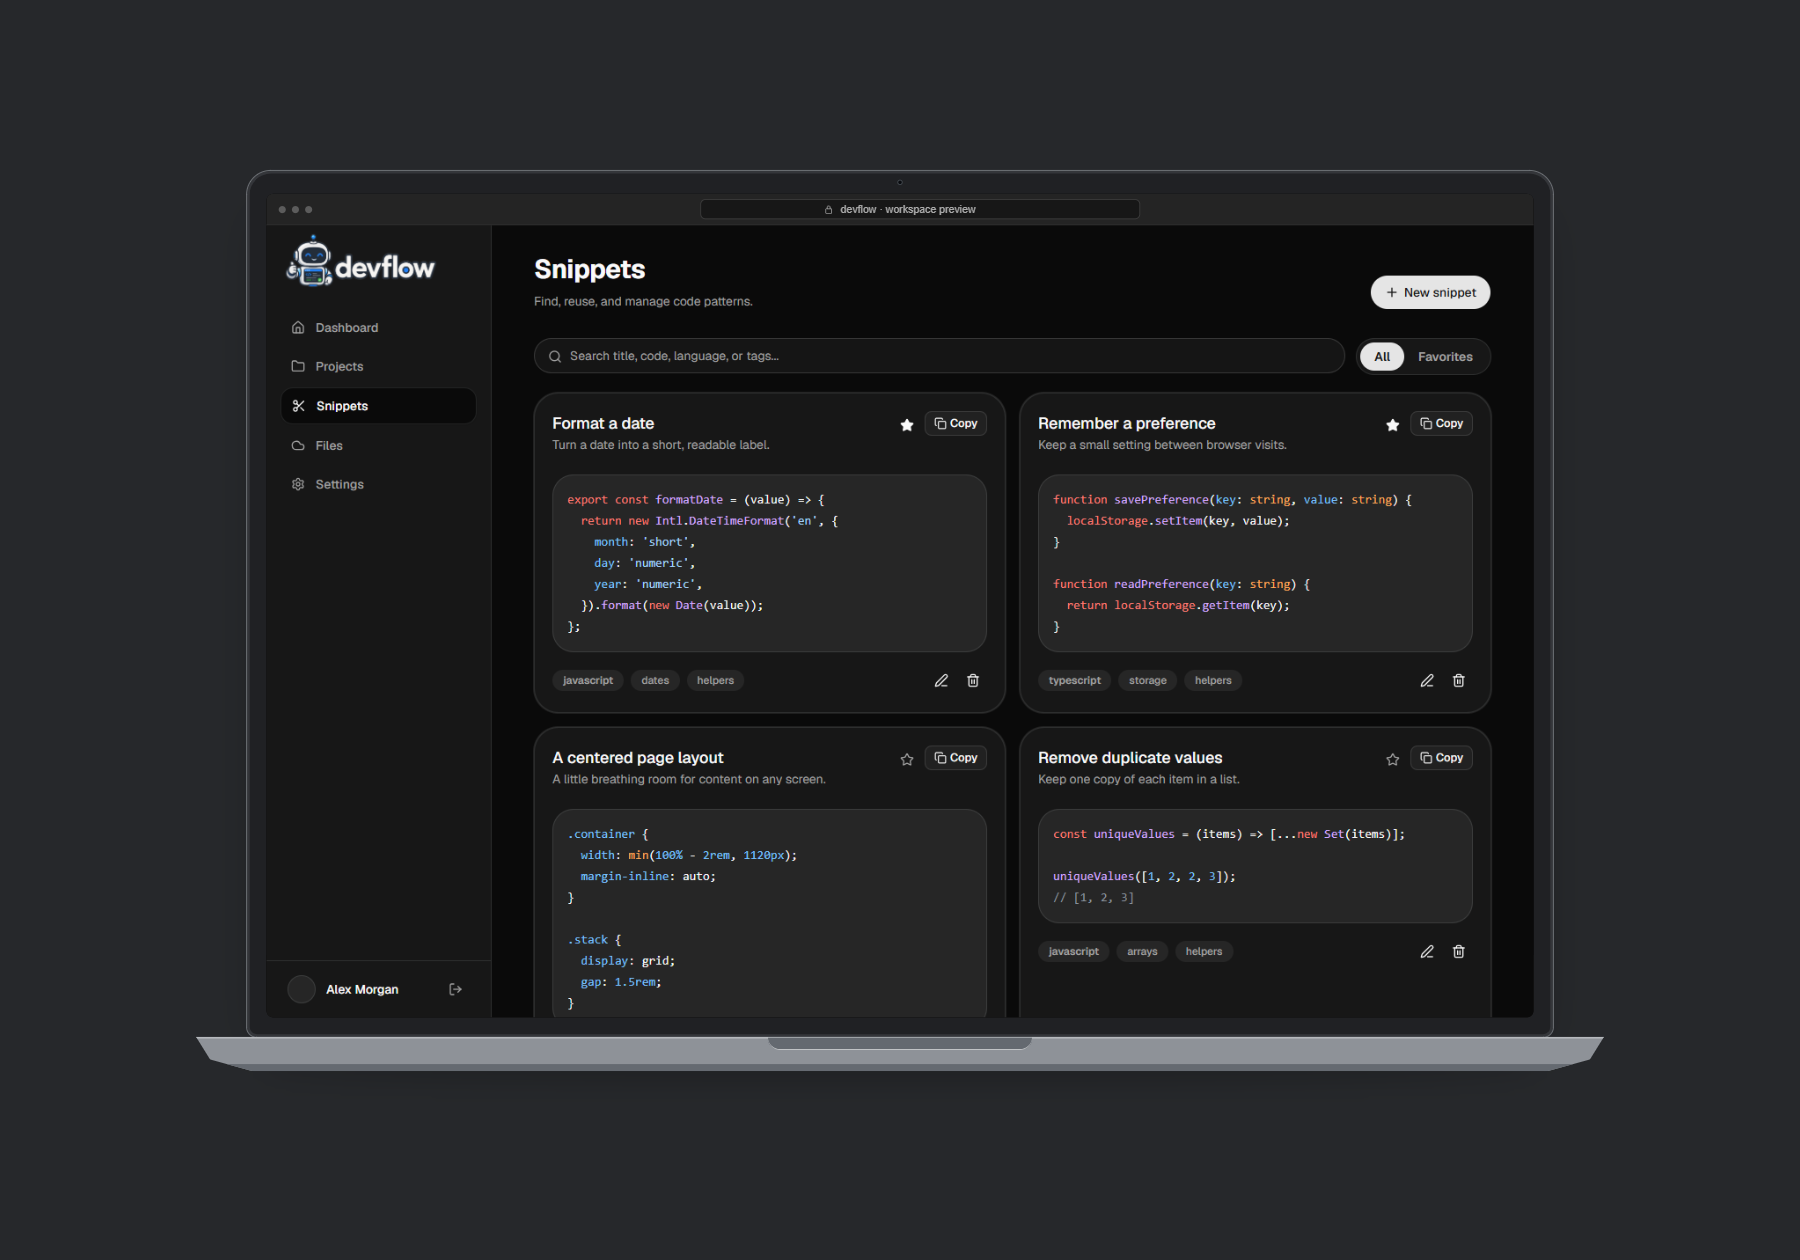 devflow · workspace preview
devflow
Dashboard
Projects
Snippets
Files
Settings
Alex Morgan
Snippets
Find, reuse, and manage code patterns.
+ New snippet
Search title, code, language, or tags...
All
Favorites
Format a date
Copy
Turn a date into a short, readable label.
export const formatDate = (value) => {
  return new Intl.DateTimeFormat('en', {
    month: 'short',
    day: 'numeric',
    year: 'numeric',
  }).format(new Date(value));
};
javascript
dates
helpers
Remember a preference
Copy
Keep a small setting between browser visits.
function savePreference(key: string, value: string) {
  localStorage.setItem(key, value);
}
function readPreference(key: string) {
  return localStorage.getItem(key);
}
typescript
storage
helpers
A centered page layout
Copy
A little breathing room for content on any screen.
.container {
  width: min(100% - 2rem, 1120px);
  margin-inline: auto;
}
.stack {
  display: grid;
  gap: 1.5rem;
}
Remove duplicate values
Copy
Keep one copy of each item in a list.
const uniqueValues = (items) => [...new Set(items)];
uniqueValues([1, 2, 2, 3]);
// [1, 2, 3]
javascript
arrays
helpers